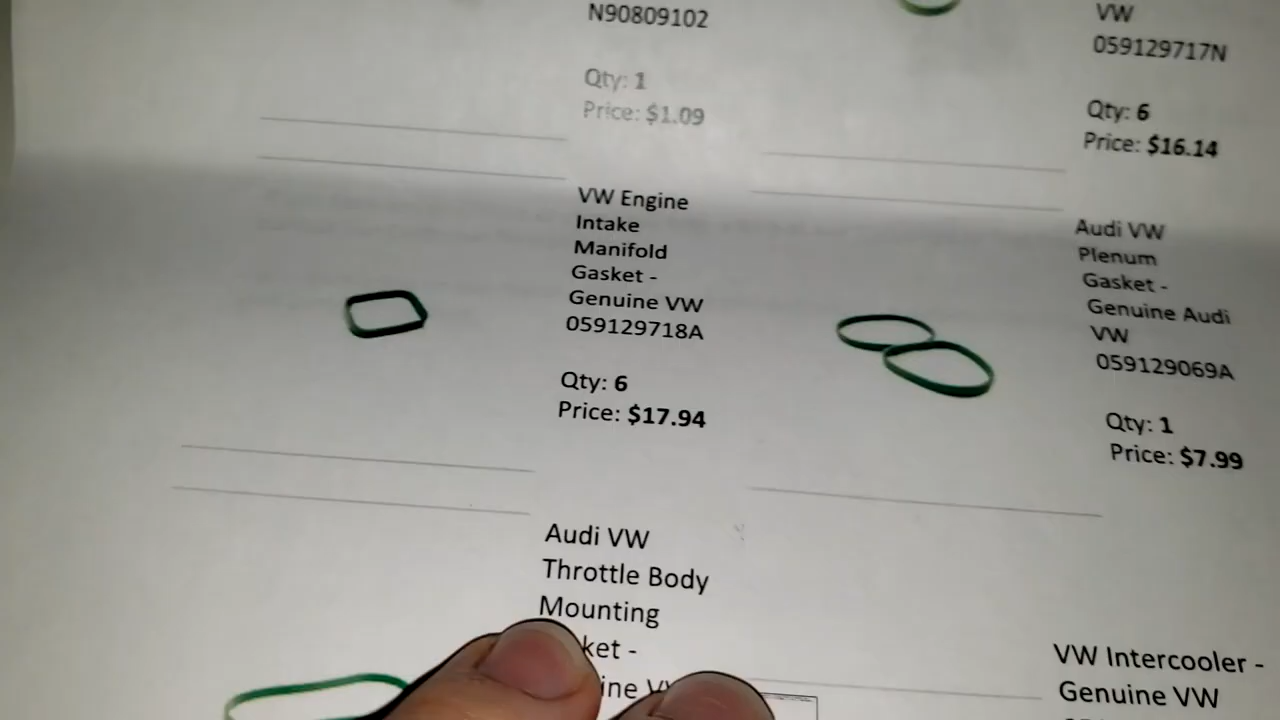 N90809102
Qty: 1
Price: $1.09
VW
059129717N
Qty: 6
Price: $16.14
VW Engine
Intake
Manifold
Gasket -
Genuine VW
059129718A
Qty: 6
Price: $17.94
Audi VW
Plenum
Gasket -
Genuine Audi
VW
059129069A
Qty: 1
Price: $7.99
Audi VW
Throttle Body
Mounting
ket -
ine V
VW Intercooler -
Genuine VW